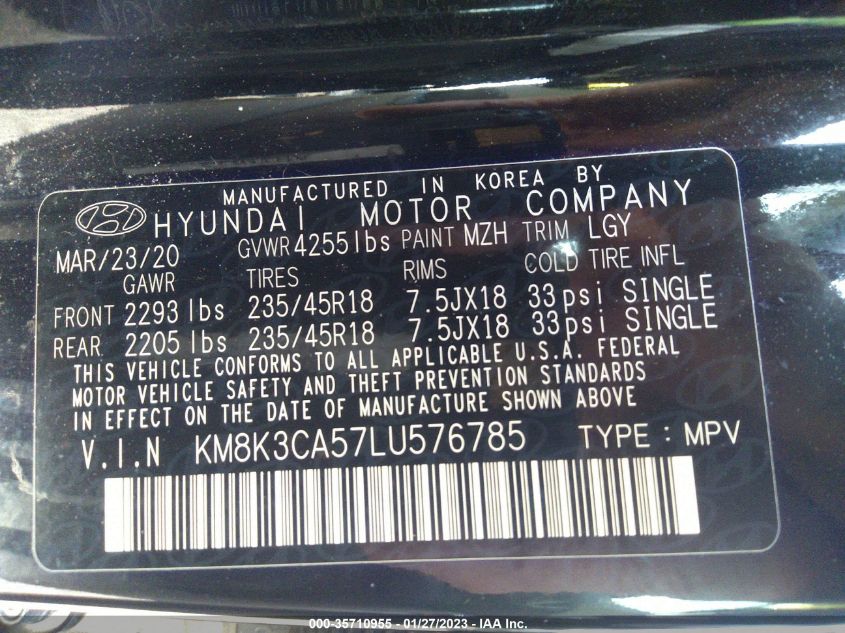 MANUFACTURED IN KOREA BY
HYUNDAI MOTOR COMPANY
MAR/23/20 GVWR 4255lbs PAINT MZH TRIM LGY
GAWR TIRES RIMS COLD TIRE INFL
FRONT 2293 lbs 235/45R18 7.5JX18 33psi SINGLE
REAR 2205 lbs 235/45R18 7.5JX18 33psi SINGLE
THIS VEHICLE CONFORMS TO ALL APPLICABLE U.S.A. FEDERAL
MOTOR VEHICLE SAFETY AND THEFT PREVENTION STANDARDS
IN EFFECT ON THE DATE OF MANUFACTURE SHOWN ABOVE.
V.I.N KM8K3CA57LU576785 TYPE : MPV
000-35710955 - 01/27/2023 - IAA Inc.